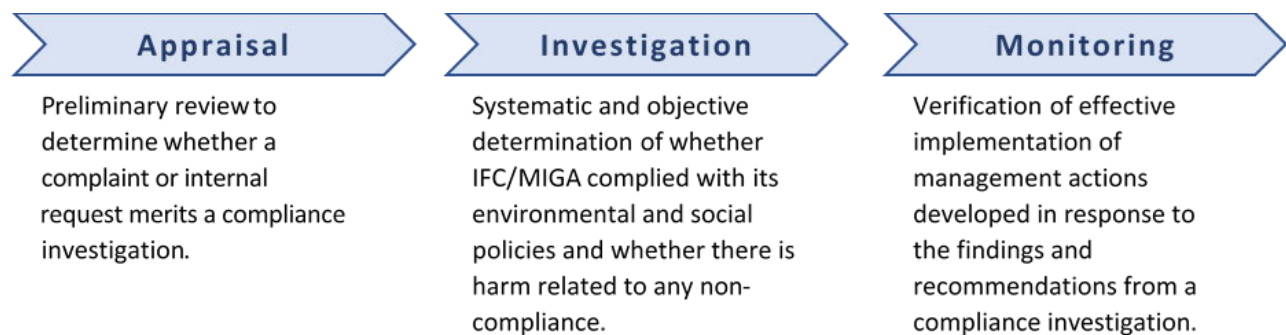 Appraisal
Preliminary review to
determine whether a
complaint or internal
request merits a compliance
investigation.
Investigation
Systematic and objective
determination of whether
IFC/MIGA complied with its
environmental and social
policies and whether there is
harm related to any non-
compliance.
Monitoring
Verification of effective
implementation of
management actions
developed in response to
the findings and
recommendations from a
compliance investigation.